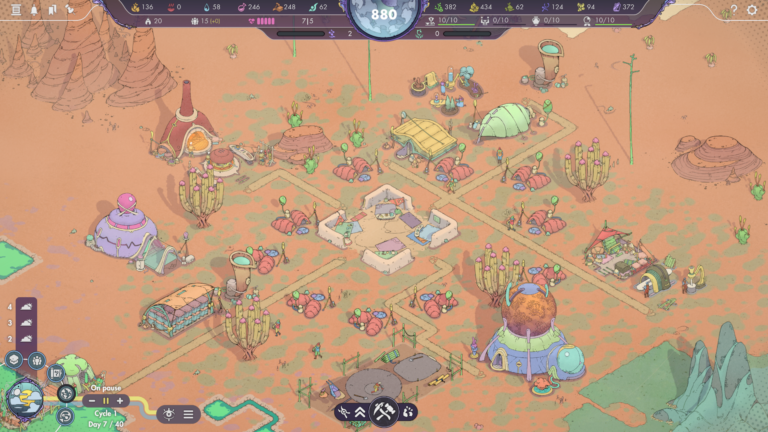 136 0 58 246 248 62
880
382 434 62 124 94 372
20 15 (+0) 7|5
10/10 0/10 0/10 10/10
2 0
4
3
2
On pause
Cycle 1
Day 7 / 40